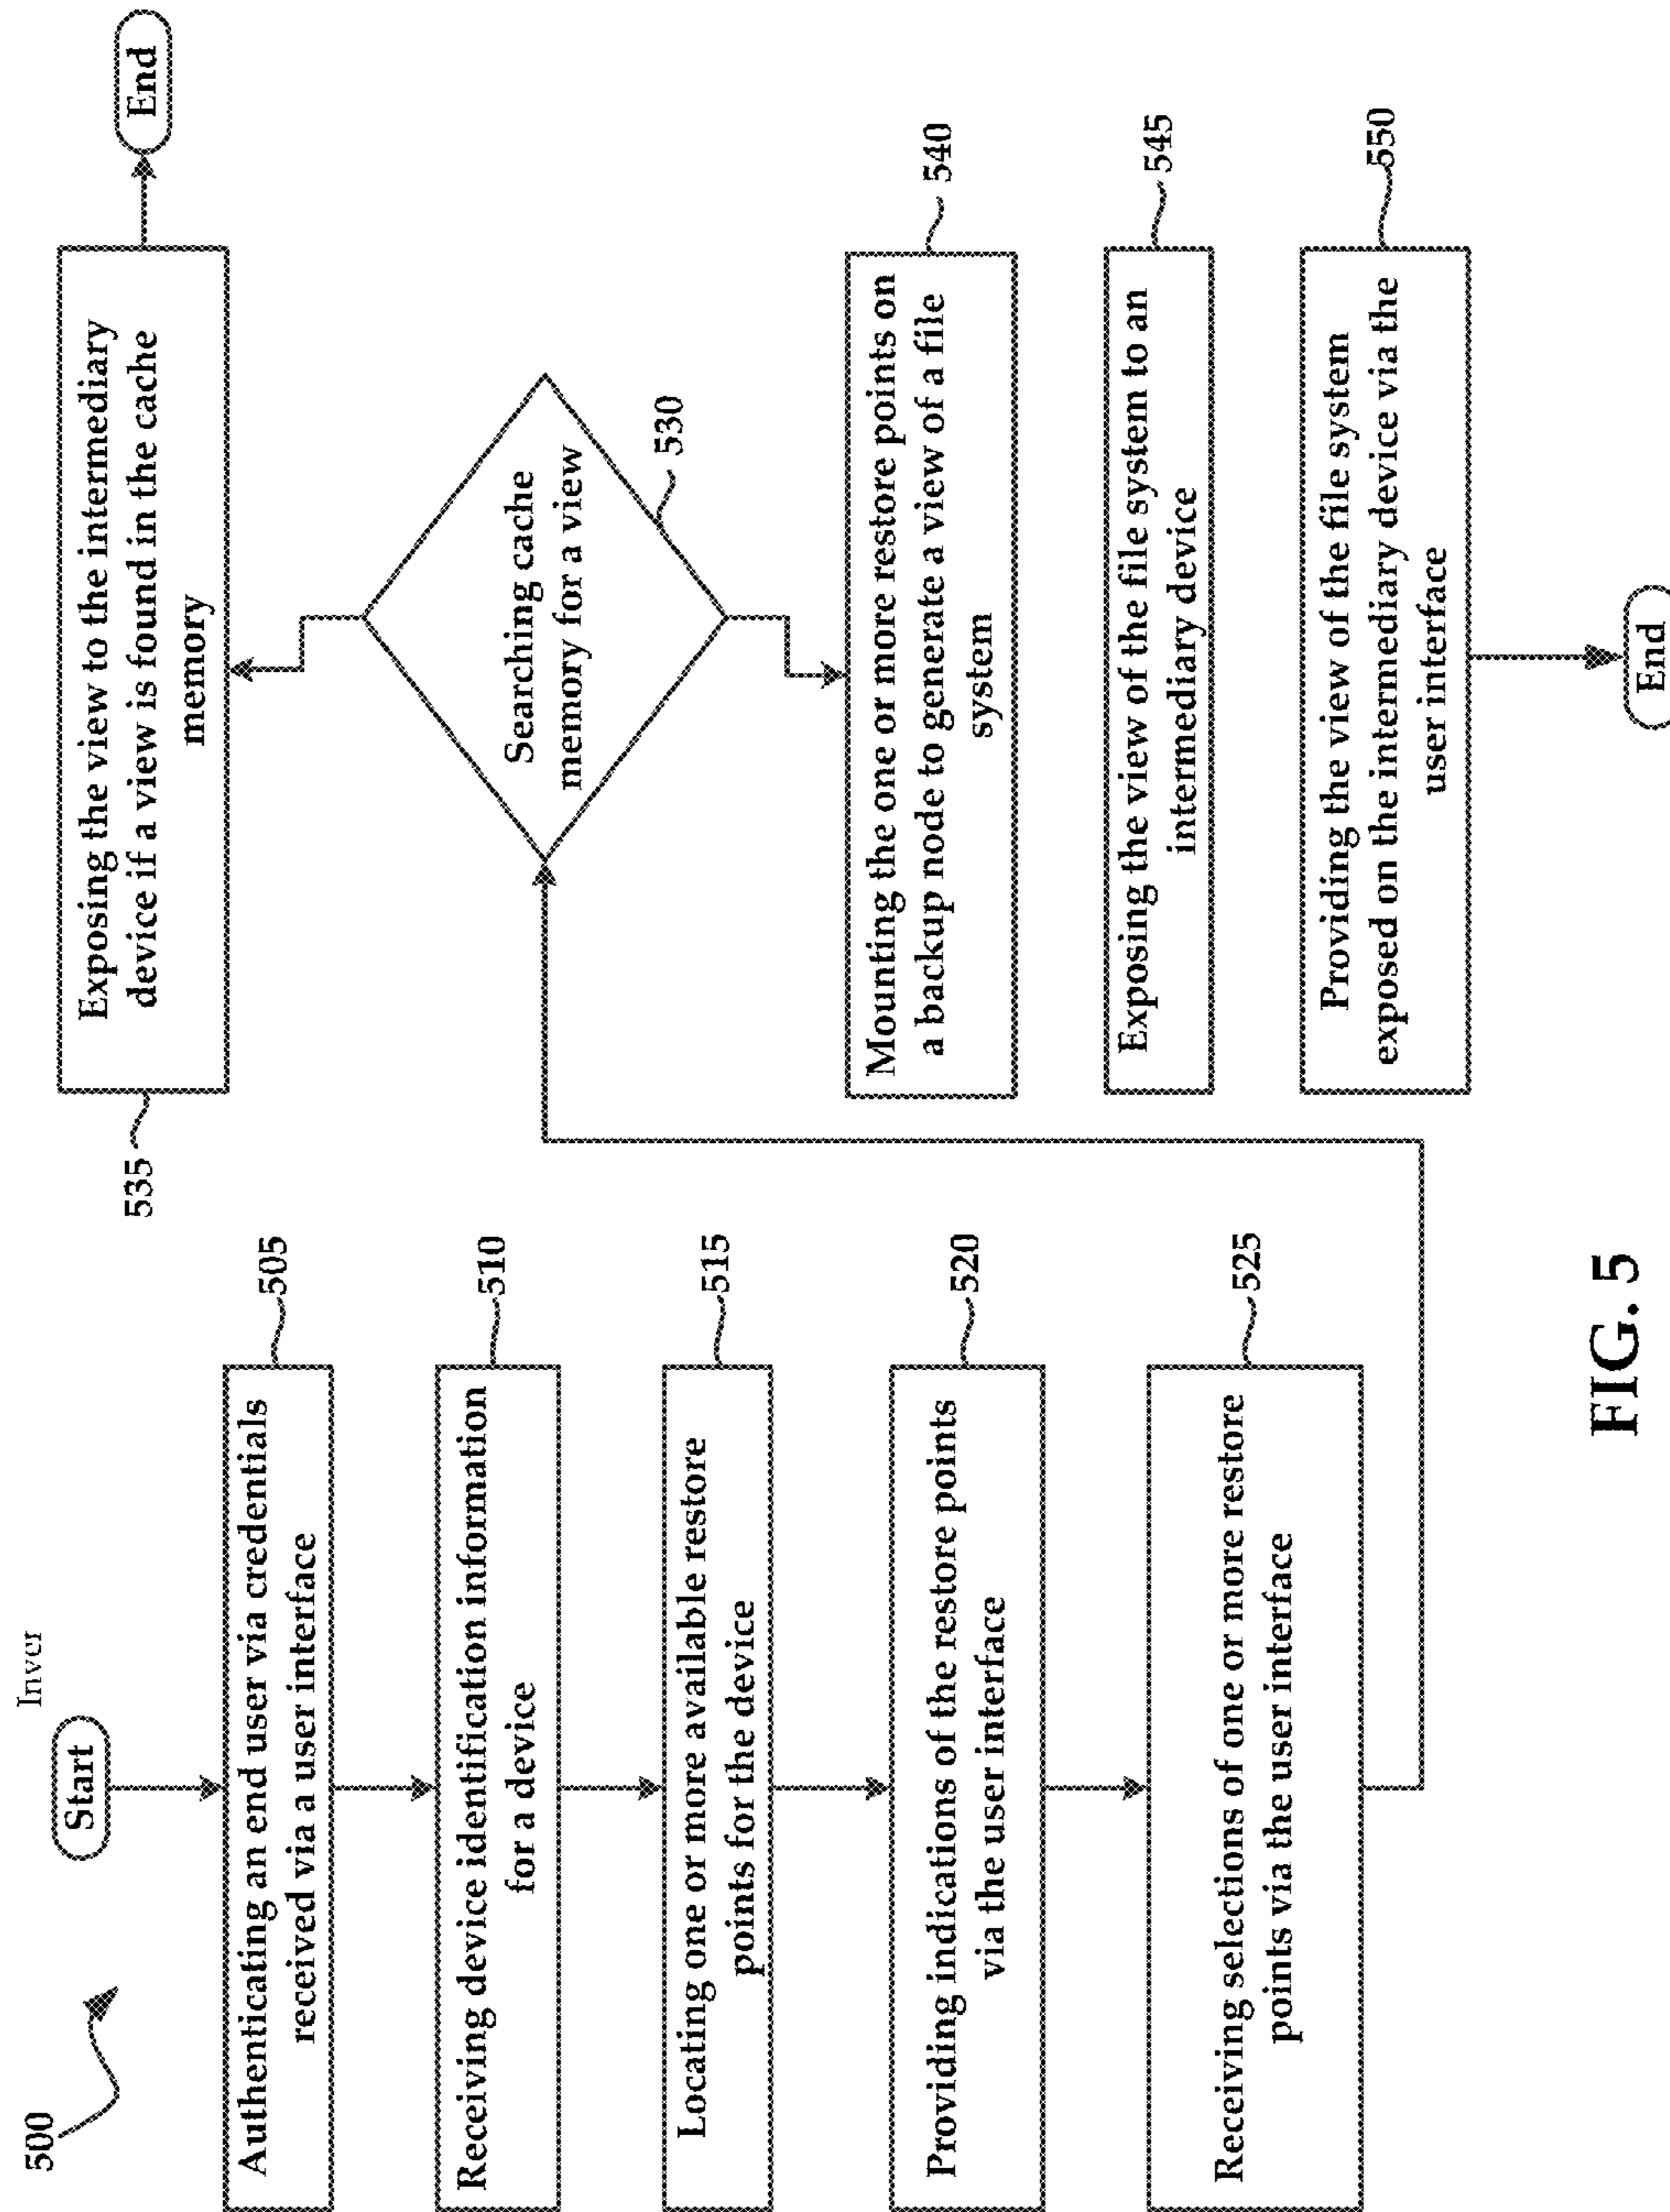 Inver
500
Start
Authenticating an end user via credentials
received via a user interface
505
Receiving device identification information
for a device
510
Locating one or more available restore
points for the device
515
Providing indications of the restore points
via the user interface
520
Receiving selections of one or more restore
points via the user interface
525
Searching cache
memory for a view
530
535
Exposing the view to the intermediary
device if a view is found in the cache
memory
End
Mounting the one or more restore points on
a backup node to generate a view of a file
system
540
Exposing the view of the file system to an
intermediary device
545
Providing the view of the file system
exposed on the intermediary device via the
user interface
550
End
FIG. 5